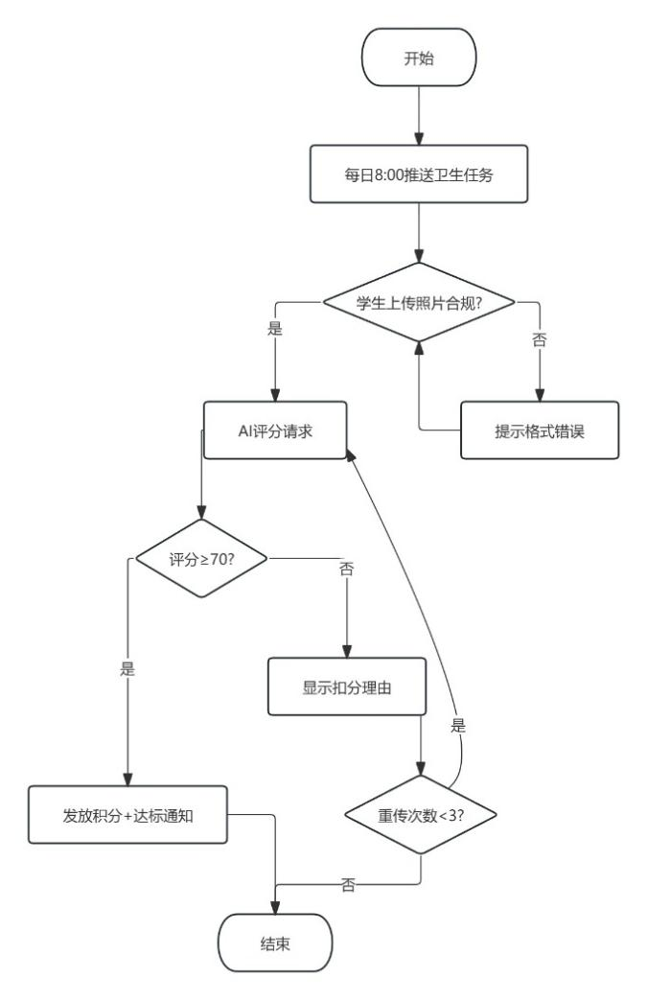 开始
每日8:00推送卫生任务
学生上传照片合规?
是
否
AI评分请求
提示格式错误
评分≥70?
否
是
显示扣分理由
是
发放积分+达标通知
重传次数<3?
否
结束